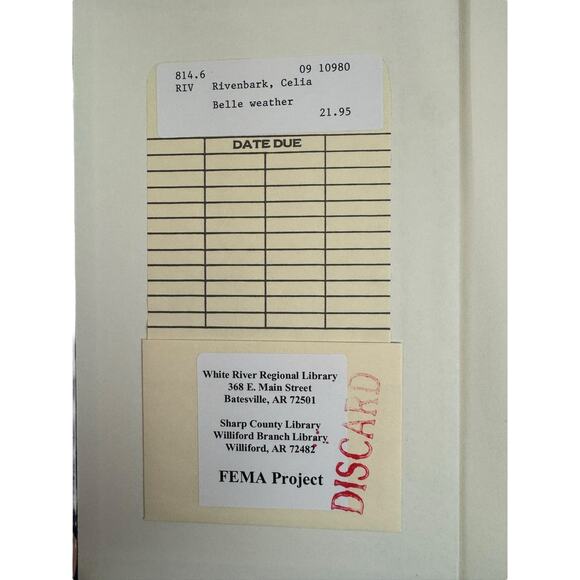 814.6 09 10980
RIV Rivenbark, Celia
Belle weather
21.95
DATE DUE
White River Regional Library
368 E. Main Street
Batesville, AR 72501
Sharp County Library
Williford Branch Library
Williford, AR 72482
FEMA Project
DISCARD